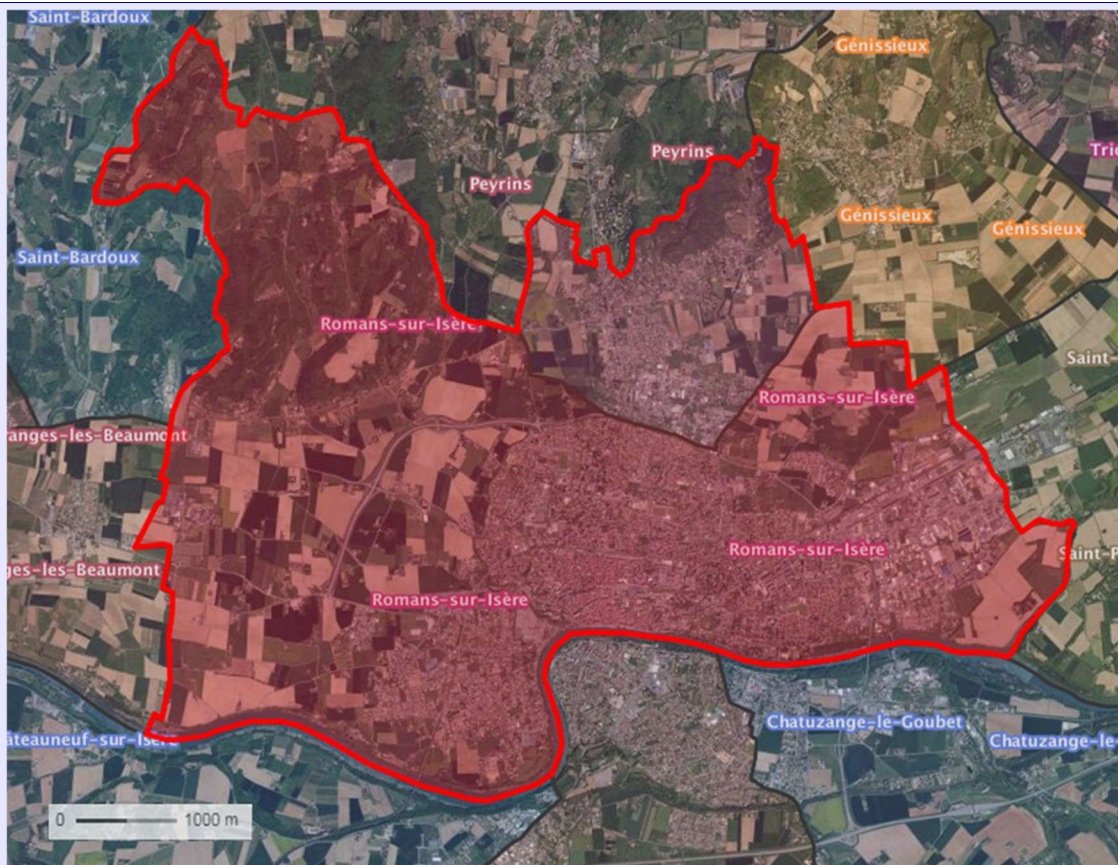 Saint-Bardoux
Génissieux
Peyrins
Trio
Peyrins
Génissieux
Génissieux
Saint-Bardoux
Romans-sur-Isère
Saint-
Romans-sur-Isère
ranges-les-Beaumont
Romans-sur-Isère
Saint-P
ges-les-Beaumont
Romans-sur-Isère
Chatuzange-le-Goubet
âteauneuf-sur-Isère
Chatuzange-le-
0 1000 m